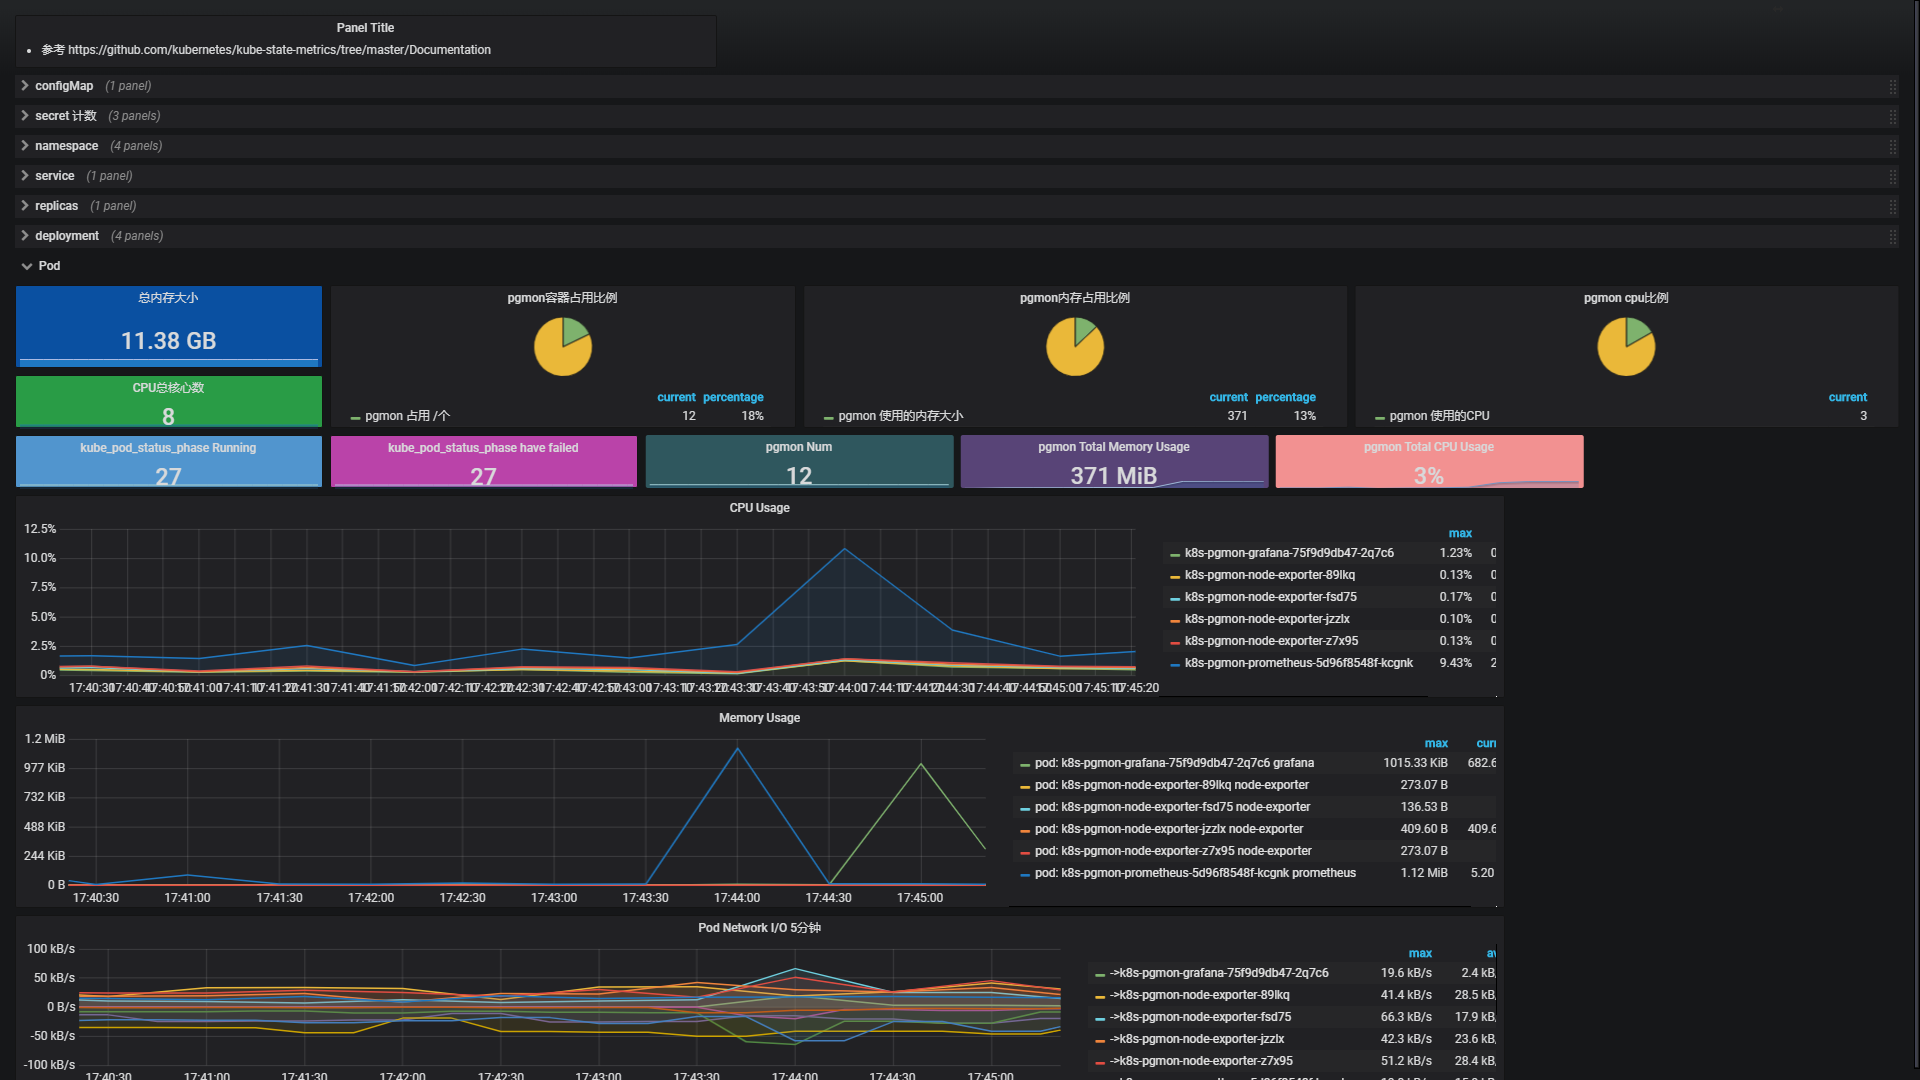 Panel Title
• 参考 https://github.com/kubernetes/kube-state-metrics/tree/master/Documentation
configMap (1 panel)
secret 计数 (3 panels)
namespace (4 panels)
service (1 panel)
replicas (1 panel)
deployment (4 panels)
Pod
总内存大小
11.38 GB
CPU总核心数
8
pgmon容器占用比例
current percentage
pgmon 占用 /个 12 18%
pgmon内存占用比例
current percentage
pgmon 使用的内存大小 371 13%
pgmon cpu比例
current
pgmon 使用的CPU 3
kube_pod_status_phase Running
27
kube_pod_status_phase have failed
27
pgmon Num
12
pgmon Total Memory Usage
371 MiB
pgmon Total CPU Usage
3%
CPU Usage
12.5%
10.0%
7.5%
5.0%
2.5%
0%
17:40:30 17:40:40 17:40:50 17:41:00 17:41:10 17:41:20 17:41:30 17:41:40 17:41:50 17:42:00 17:42:10 17:42:20 17:42:30 17:42:40 17:42:50 17:43:00 17:43:10 17:43:20 17:43:30 17:43:40 17:43:50 17:44:00 17:44:10 17:44:20 17:44:30 17:44:40 17:44:50 17:45:00 17:45:10 17:45:20
max
k8s-pgmon-grafana-75f9d9db47-2q7c6 1.23% 0
k8s-pgmon-node-exporter-89lkq 0.13% 0
k8s-pgmon-node-exporter-fsd75 0.17% 0
k8s-pgmon-node-exporter-jzzlx 0.10% 0
k8s-pgmon-node-exporter-z7x95 0.13% 0
k8s-pgmon-prometheus-5d96f8548f-kcgnk 9.43% 2
Memory Usage
1.2 MiB
977 KiB
732 KiB
488 KiB
244 KiB
0 B
17:40:30 17:41:00 17:41:30 17:42:00 17:42:30 17:43:00 17:43:30 17:44:00 17:44:30 17:45:00
max curr
pod: k8s-pgmon-grafana-75f9d9db47-2q7c6 grafana 1015.33 KiB 682.6
pod: k8s-pgmon-node-exporter-89lkq node-exporter 273.07 B
pod: k8s-pgmon-node-exporter-fsd75 node-exporter 136.53 B
pod: k8s-pgmon-node-exporter-jzzlx node-exporter 409.60 B 409.6
pod: k8s-pgmon-node-exporter-z7x95 node-exporter 273.07 B
pod: k8s-pgmon-prometheus-5d96f8548f-kcgnk prometheus 1.12 MiB 5.20
Pod Network I/O 5分钟
100 kB/s
50 kB/s
0 B/s
-50 kB/s
-100 kB/s
17:40:30 17:41:00 17:41:30 17:42:00 17:42:30 17:43:00 17:43:30 17:44:00 17:44:30 17:45:00
max av
->k8s-pgmon-grafana-75f9d9db47-2q7c6 19.6 kB/s 2.4 kB
->k8s-pgmon-node-exporter-89lkq 41.4 kB/s 28.5 kB
->k8s-pgmon-node-exporter-fsd75 66.3 kB/s 17.9 kB
->k8s-pgmon-node-exporter-jzzlx 42.3 kB/s 23.6 kB
->k8s-pgmon-node-exporter-z7x95 51.2 kB/s 28.4 kB